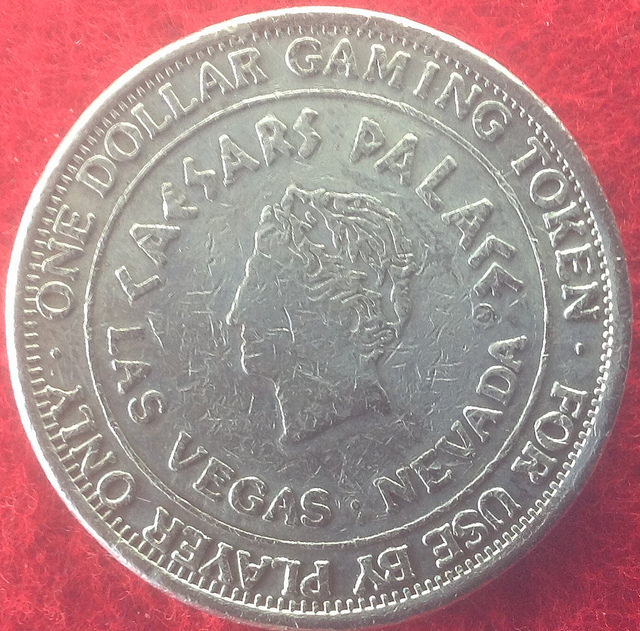 ONE DOLLAR GAMING TOKEN · FOR USE BY PLAYER ONLY ·
CAESARS PALACE®
LAS VEGAS · NEVADA